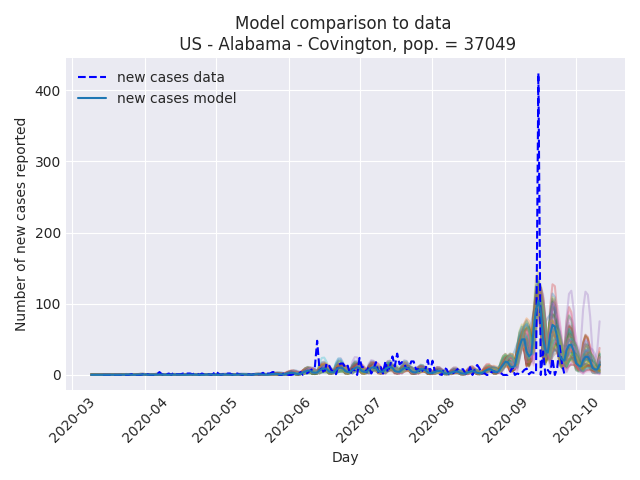 Model comparison to data
US - Alabama - Covington, pop. = 37049
new cases data
new cases model
Number of new cases reported
400
300
200
100
0
2020-03
2020-04
2020-05
2020-06
2020-07
2020-08
2020-09
2020-10
Day